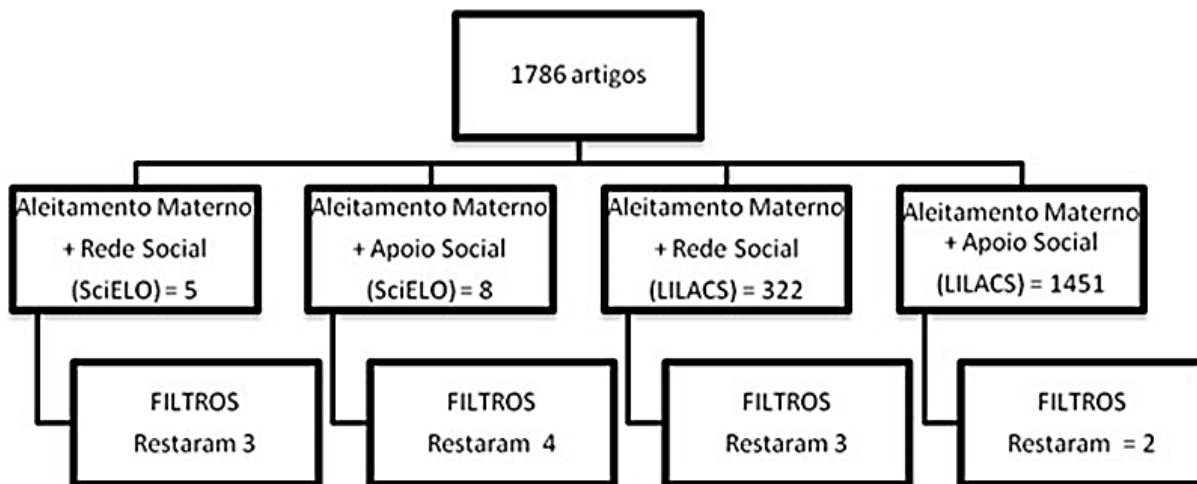 1786 artigos
Aleitamento Materno
+ Rede Social
(SciELO) = 5
Aleitamento Materno
+ Apoio Social
(SciELO) = 8
Aleitamento Materno
+ Rede Social
(LILACS) = 322
Aleitamento Materno
+ Apoio Social
(LILACS) = 1451
FILTROS
Restaram 3
FILTROS
Restaram 4
FILTROS
Restaram 3
FILTROS
Restaram = 2